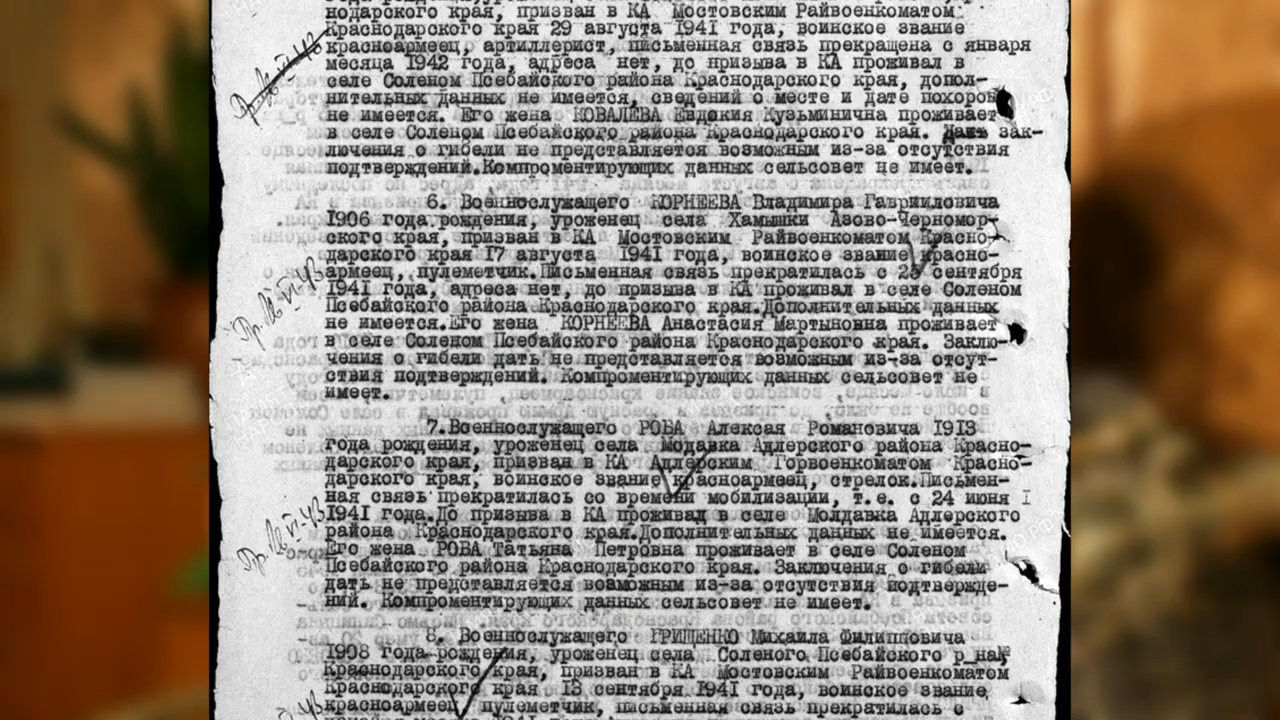 нодарского края, призван в КА Мостовским Райвоенкоматом
Краснодарского края 29 августа 1941 года, воинское звание
красноармеец, артиллерист, письменная связь прекращена с января
месяца 1942 года, адреса нет, до призыва в КА проживал в
селе Соленом Псебайского района Краснодарского края, допол-
нительных данных не имеется, сведений о месте и дате похорон
не имеется. Его жена КОВАЛЕВА Евдокия Кузьминична проживает
в селе Соленом Псебайского района Краснодарского края. Дать зак-
лючения о гибели не представляется возможным из-за отсутствия
подтверждений.Компроментирующих данных сельсовет не имеет.
6. Военнослужащего КОРНЕЕВА Владимира Гаврииловича
1906 года рождения, уроженец села Хамышки Азово-Черномор-
ского края, призван в КА Мостовским Райвоенкоматом Красно-
дарского края 17 августа 1941 года, воинское звание красно-
армеец, пулеметчик.Письменная связь прекратилась с сентября
1941 года, адреса нет, до призыва в КА проживал в селе Соленом
Псебайского района Краснодарского края.Дополнительных данных
не имеется.Его жена КОРНЕЕВА Анастасия Мартыновна проживает
в селе Соленом Псебайского района Краснодарского края. Заклю-
чения о гибели дать не представляется возможным из-за отсут-
ствия подтверждений. Компроментирующих данных сельсовет не
имеет.
7.Военнослужащего РОВА Алексая Романовича 1913
года рождения, уроженец села Модавка Адлерского района Красно-
дарского края, призван в КА Адлерским Горвоенкоматом Красно-
дарского края, воинское звание красноармеец, стрелок.Письмен-
ная связь прекратилась со времени мобилизации, т.е. с 24 июня
1941 года.До призыва в КА проживал в селе Молдавка Адлерского
района Краснодарского края.Дополнительных данных не имеется.
Его жена РОВА Татьяна Петровна проживает в селе Соленом
Псебайского района Краснодарского края. Заключения о гибели
дать не представляется возможным из-за отсутствия подтвержде-
ний. Компроментирующих данных сельсовет не имеет.
8. Военнослужащего ГРИЩЕНКО Михаила Филипповича
1908 года рождения, уроженец села Соленого Псебайского р_на
Краснодарского края, призван в КА Мостовским Райвоенкоматом
Краснодарского края 13 сентября 1941 года, воинское звание
красноармеец пулеметчик, письменная связь прекратилась с